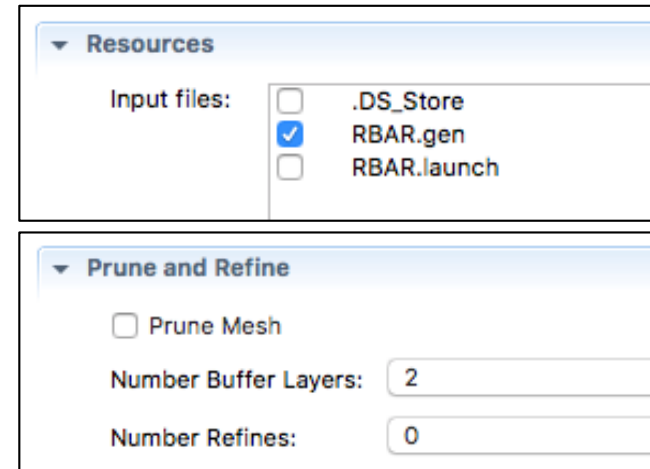 Resources
Input files:
.DS_Store
RBAR.gen
RBAR.launch
Prune and Refine
Prune Mesh
Number Buffer Layers: 2
Number Refines: 0